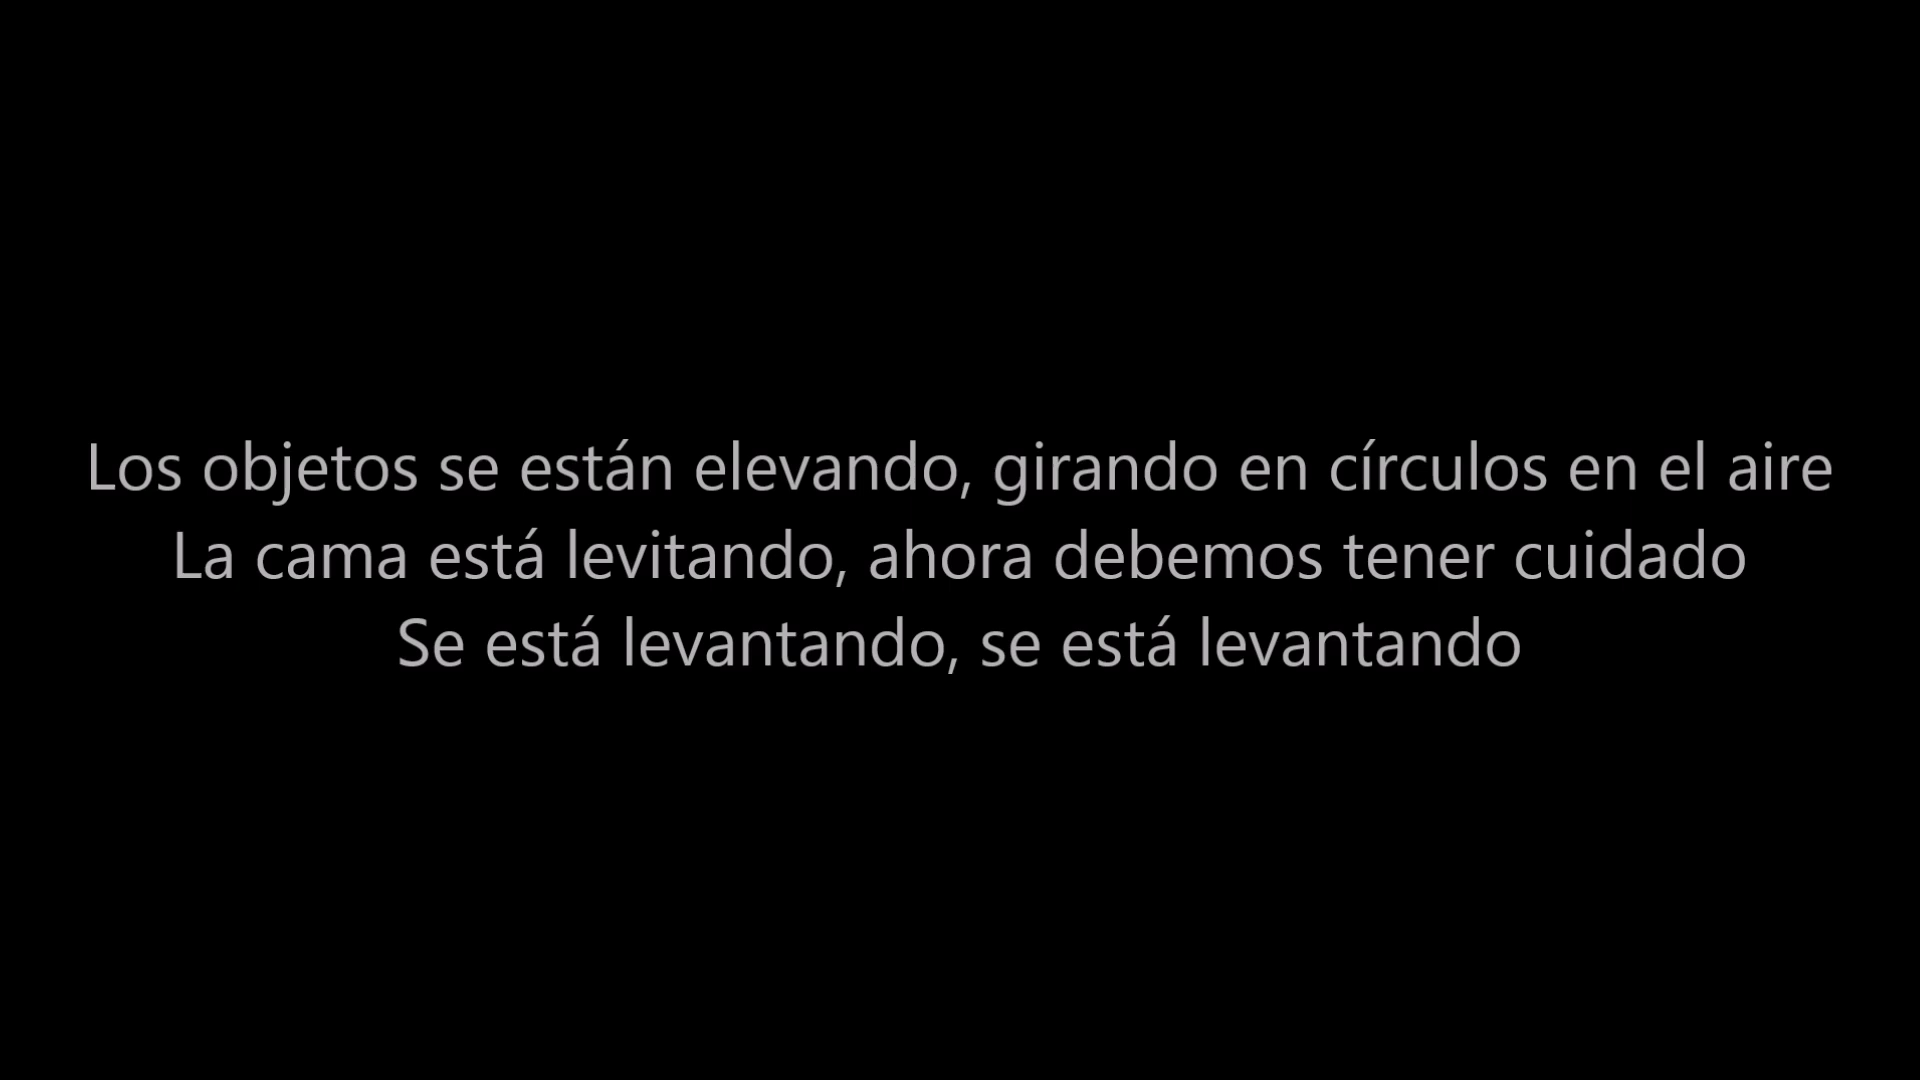 Los objetos se están elevando, girando en círculos en el aire
La cama está levitando, ahora debemos tener cuidado
Se está levantando, se está levantando